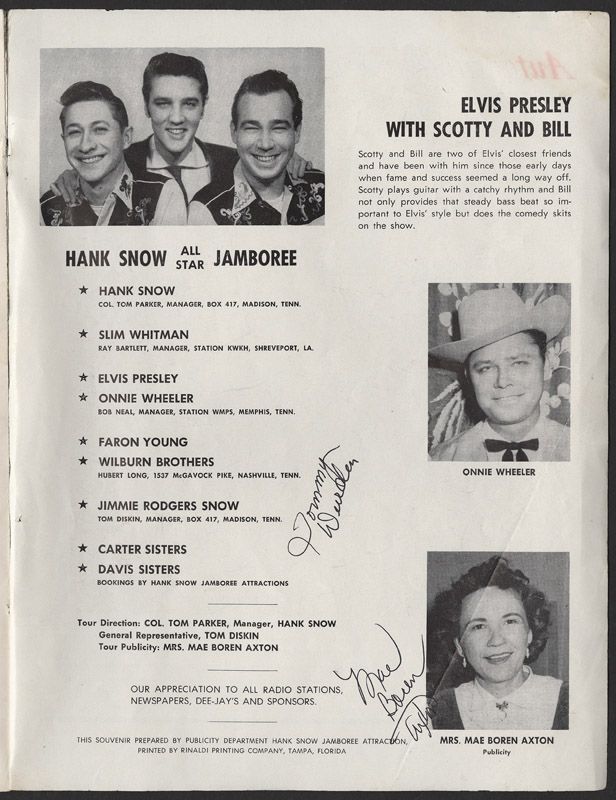 ELVIS PRESLEY
WITH SCOTTY AND BILL
Scotty and Bill are two of Elvis' closest friends
and have been with him since those early days
when fame and success seemed a long way off.
Scotty plays guitar with a catchy rhythm and Bill
not only provides that steady bass beat so im-
portant to Elvis' style but does the comedy skits
on the show.
HANK SNOW ALL STAR JAMBOREE
★ HANK SNOW
COL. TOM PARKER, MANAGER, BOX 417, MADISON, TENN.
★ SLIM WHITMAN
RAY BARTLETT, MANAGER, STATION KWKH, SHREVEPORT, LA.
★ ELVIS PRESLEY
★ ONNIE WHEELER
BOB NEAL, MANAGER, STATION WMPS, MEMPHIS, TENN.
★ FARON YOUNG
★ WILBURN BROTHERS
HUBERT LONG, 1537 McGAVOCK PIKE, NASHVILLE, TENN.
★ JIMMIE RODGERS SNOW
TOM DISKIN, MANAGER, BOX 417, MADISON, TENN.
★ CARTER SISTERS
★ DAVIS SISTERS
BOOKINGS BY HANK SNOW JAMBOREE ATTRACTIONS
Tour Direction: COL. TOM PARKER, Manager, HANK SNOW
General Representative, TOM DISKIN
Tour Publicity: MRS. MAE BOREN AXTON
OUR APPRECIATION TO ALL RADIO STATIONS,
NEWSPAPERS, DEE-JAY'S AND SPONSORS.
THIS SOUVENIR PREPARED BY PUBLICITY DEPARTMENT HANK SNOW JAMBOREE ATTRACTION,
PRINTED BY RINALDI PRINTING COMPANY, TAMPA, FLORIDA
ONNIE WHEELER
Tommy
Mae
Boren
Axton
MRS. MAE BOREN AXTON
Publicity